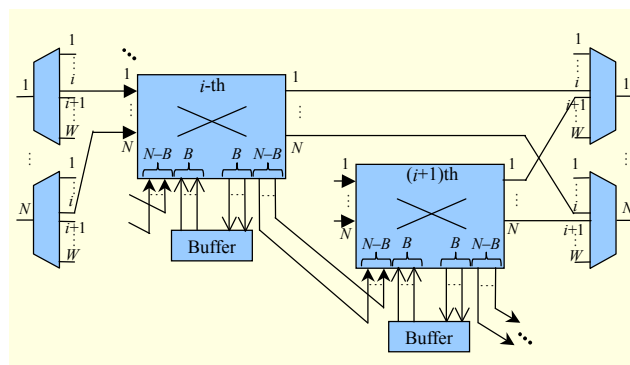 1
⋮
i
i+1
⋮
W
1
⋮
N
1
⋮
i
i+1
⋮
W
N
•••
1
⋮
N
i-th
N–B B B N–B
... ... ... ...
Buffer
1
⋮
N
1
⋮
N
(i+1)th
N–B B B N–B
... ... ... ...
Buffer
1
⋮
N
•••
1
⋮
i
i+1
⋮
W
1
⋮
1
⋮
i
i+1
⋮
W
N